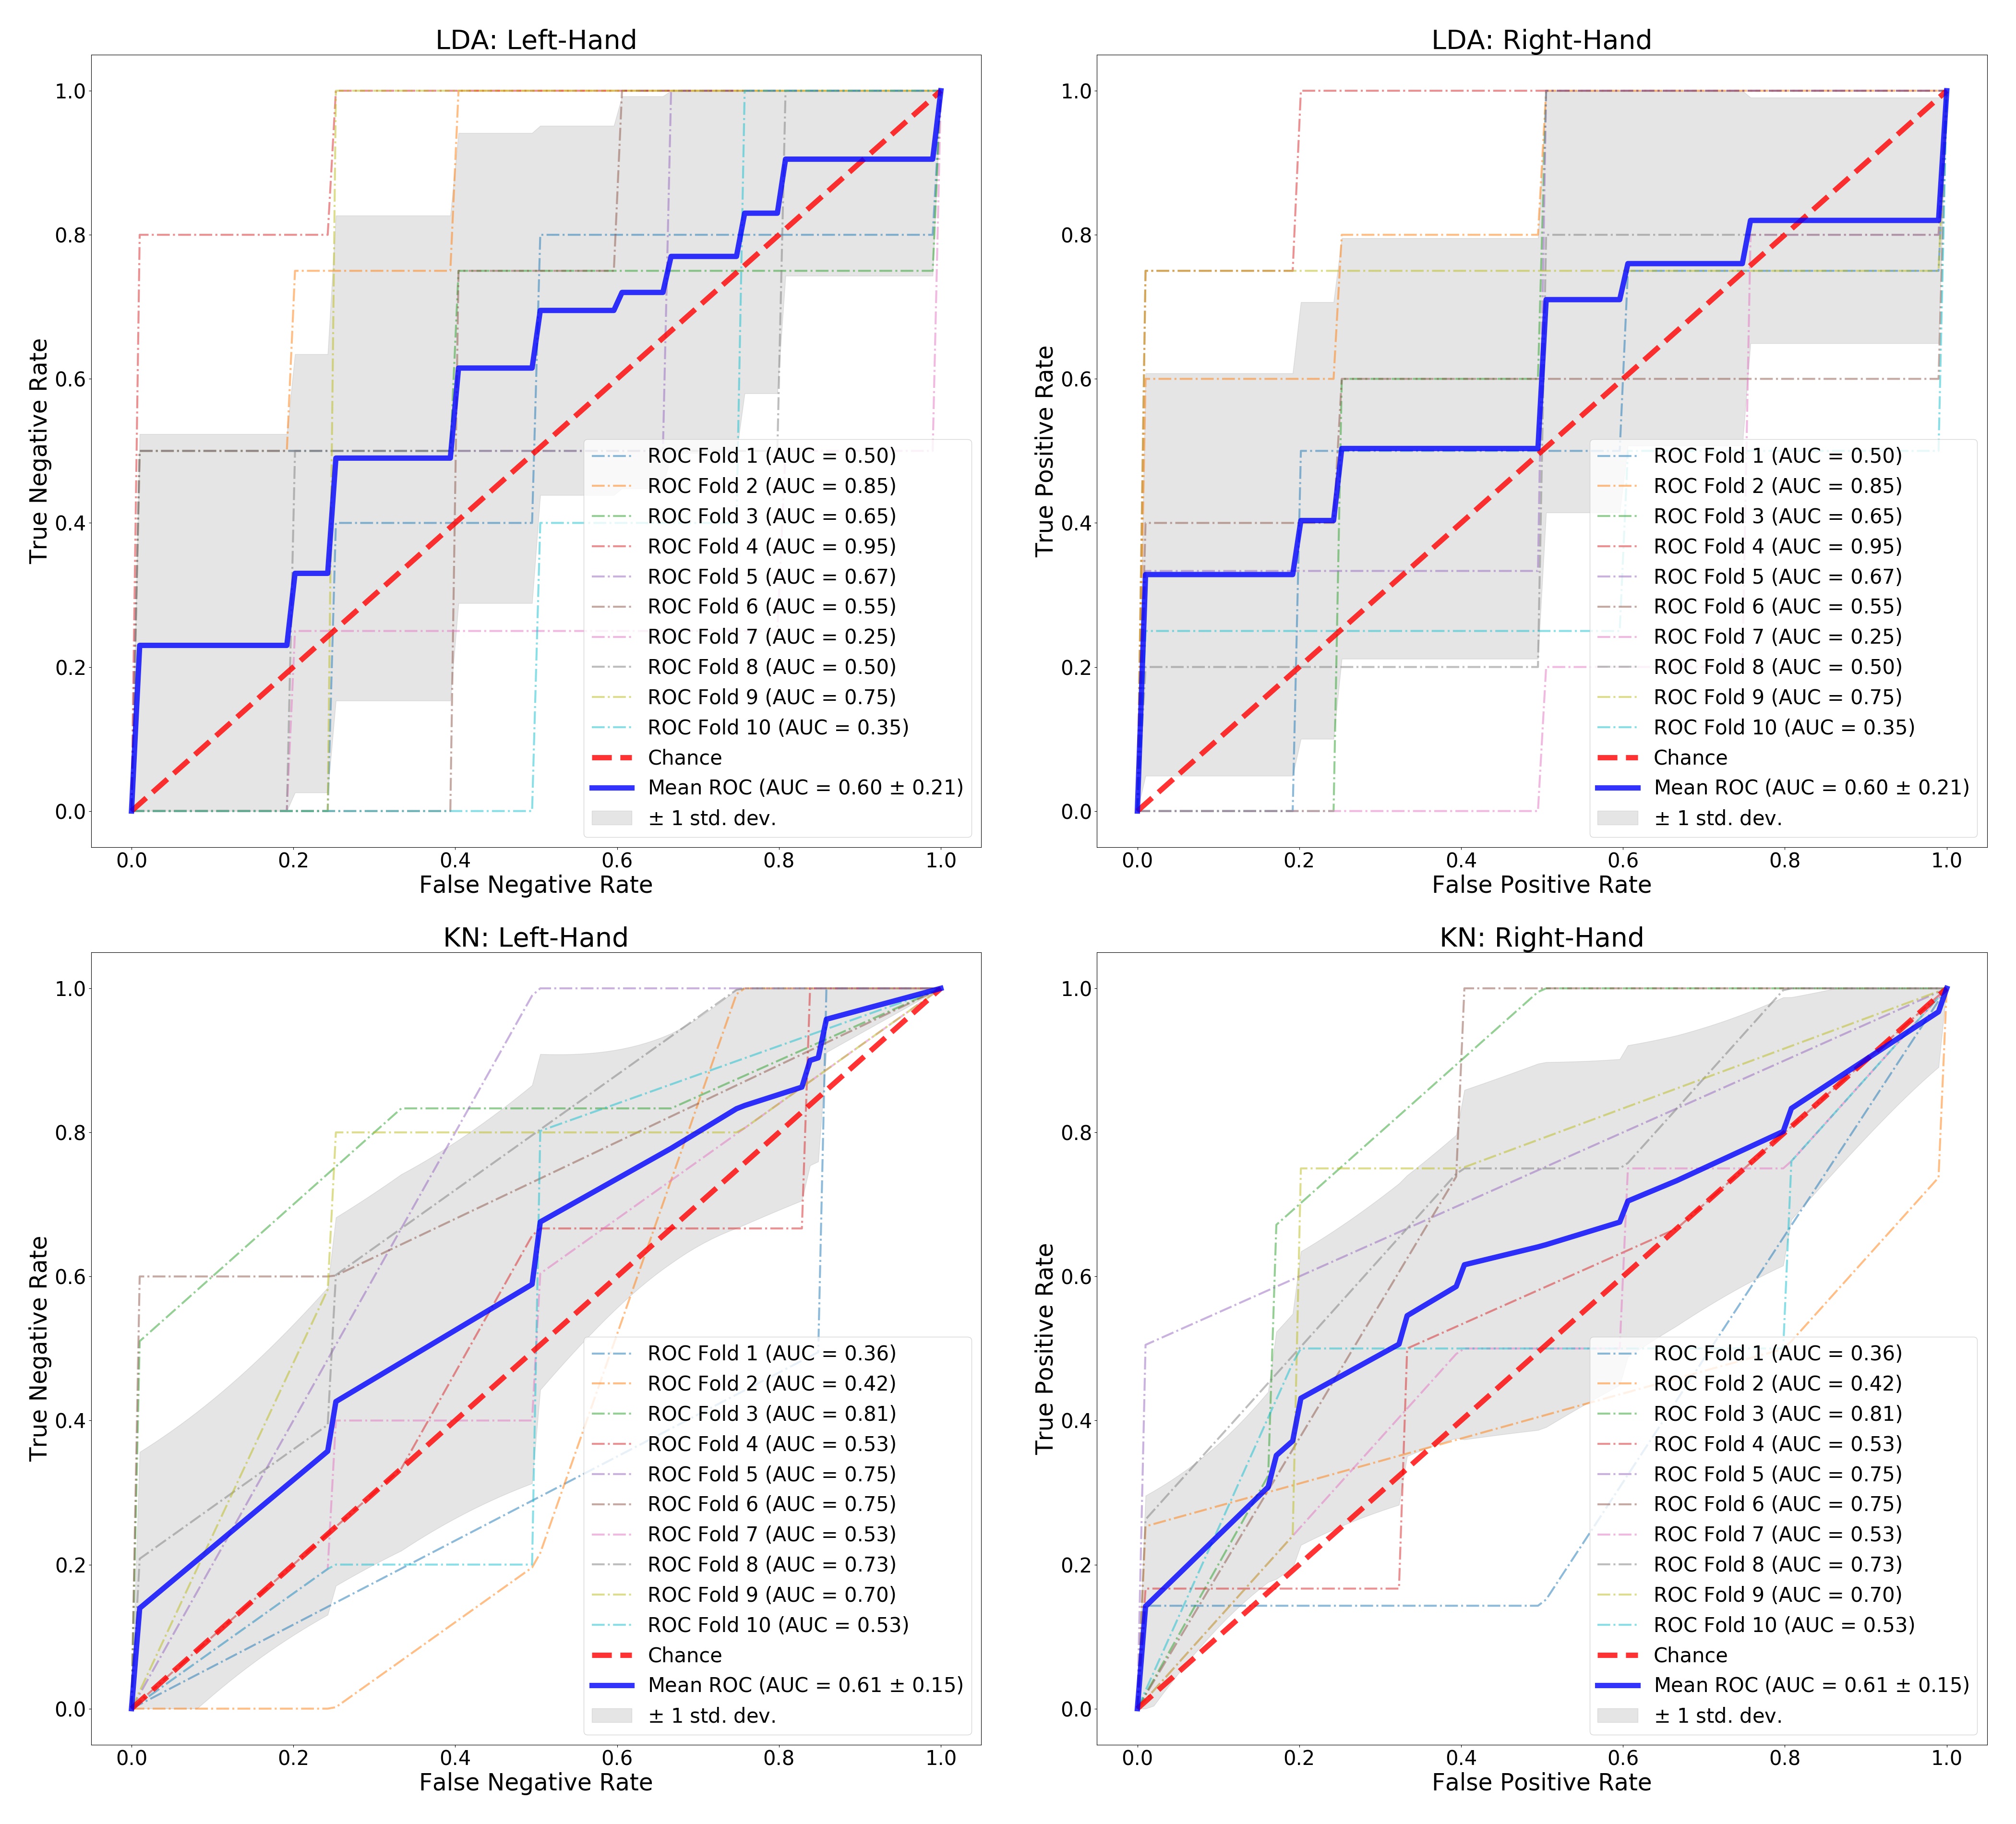 LDA: Left-Hand
True Negative Rate
1.0
0.8
0.6
0.4
0.2
0.0
ROC Fold 1 (AUC = 0.50)
ROC Fold 2 (AUC = 0.85)
ROC Fold 3 (AUC = 0.65)
ROC Fold 4 (AUC = 0.95)
ROC Fold 5 (AUC = 0.67)
ROC Fold 6 (AUC = 0.55)
ROC Fold 7 (AUC = 0.25)
ROC Fold 8 (AUC = 0.50)
ROC Fold 9 (AUC = 0.75)
ROC Fold 10 (AUC = 0.35)
Chance
Mean ROC (AUC = 0.60 ± 0.21)
± 1 std. dev.
0.0 0.2 0.4 0.6 0.8 1.0
False Negative Rate
LDA: Right-Hand
True Positive Rate
1.0
0.8
0.6
0.4
0.2
0.0
ROC Fold 1 (AUC = 0.50)
ROC Fold 2 (AUC = 0.85)
ROC Fold 3 (AUC = 0.65)
ROC Fold 4 (AUC = 0.95)
ROC Fold 5 (AUC = 0.67)
ROC Fold 6 (AUC = 0.55)
ROC Fold 7 (AUC = 0.25)
ROC Fold 8 (AUC = 0.50)
ROC Fold 9 (AUC = 0.75)
ROC Fold 10 (AUC = 0.35)
Chance
Mean ROC (AUC = 0.60 ± 0.21)
± 1 std. dev.
0.0 0.2 0.4 0.6 0.8 1.0
False Positive Rate
KN: Left-Hand
True Negative Rate
1.0
0.8
0.6
0.4
0.2
0.0
ROC Fold 1 (AUC = 0.36)
ROC Fold 2 (AUC = 0.42)
ROC Fold 3 (AUC = 0.81)
ROC Fold 4 (AUC = 0.53)
ROC Fold 5 (AUC = 0.75)
ROC Fold 6 (AUC = 0.75)
ROC Fold 7 (AUC = 0.53)
ROC Fold 8 (AUC = 0.73)
ROC Fold 9 (AUC = 0.70)
ROC Fold 10 (AUC = 0.53)
Chance
Mean ROC (AUC = 0.61 ± 0.15)
± 1 std. dev.
0.0 0.2 0.4 0.6 0.8 1.0
False Negative Rate
KN: Right-Hand
True Positive Rate
1.0
0.8
0.6
0.4
0.2
0.0
ROC Fold 1 (AUC = 0.36)
ROC Fold 2 (AUC = 0.42)
ROC Fold 3 (AUC = 0.81)
ROC Fold 4 (AUC = 0.53)
ROC Fold 5 (AUC = 0.75)
ROC Fold 6 (AUC = 0.75)
ROC Fold 7 (AUC = 0.53)
ROC Fold 8 (AUC = 0.73)
ROC Fold 9 (AUC = 0.70)
ROC Fold 10 (AUC = 0.53)
Chance
Mean ROC (AUC = 0.61 ± 0.15)
± 1 std. dev.
0.0 0.2 0.4 0.6 0.8 1.0
False Positive Rate